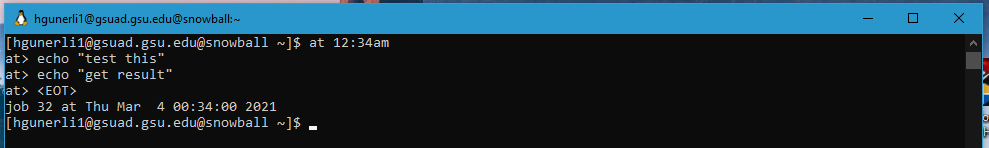 hgunerli1@gsuad.gsu.edu@snowball:~
[hgunerli1@gsuad.gsu.edu@snowball ~]$ at 12:34am
at> echo "test this"
at> echo "get result"
at> <EOT>
job 32 at Thu Mar  4 00:34:00 2021
[hgunerli1@gsuad.gsu.edu@snowball ~]$